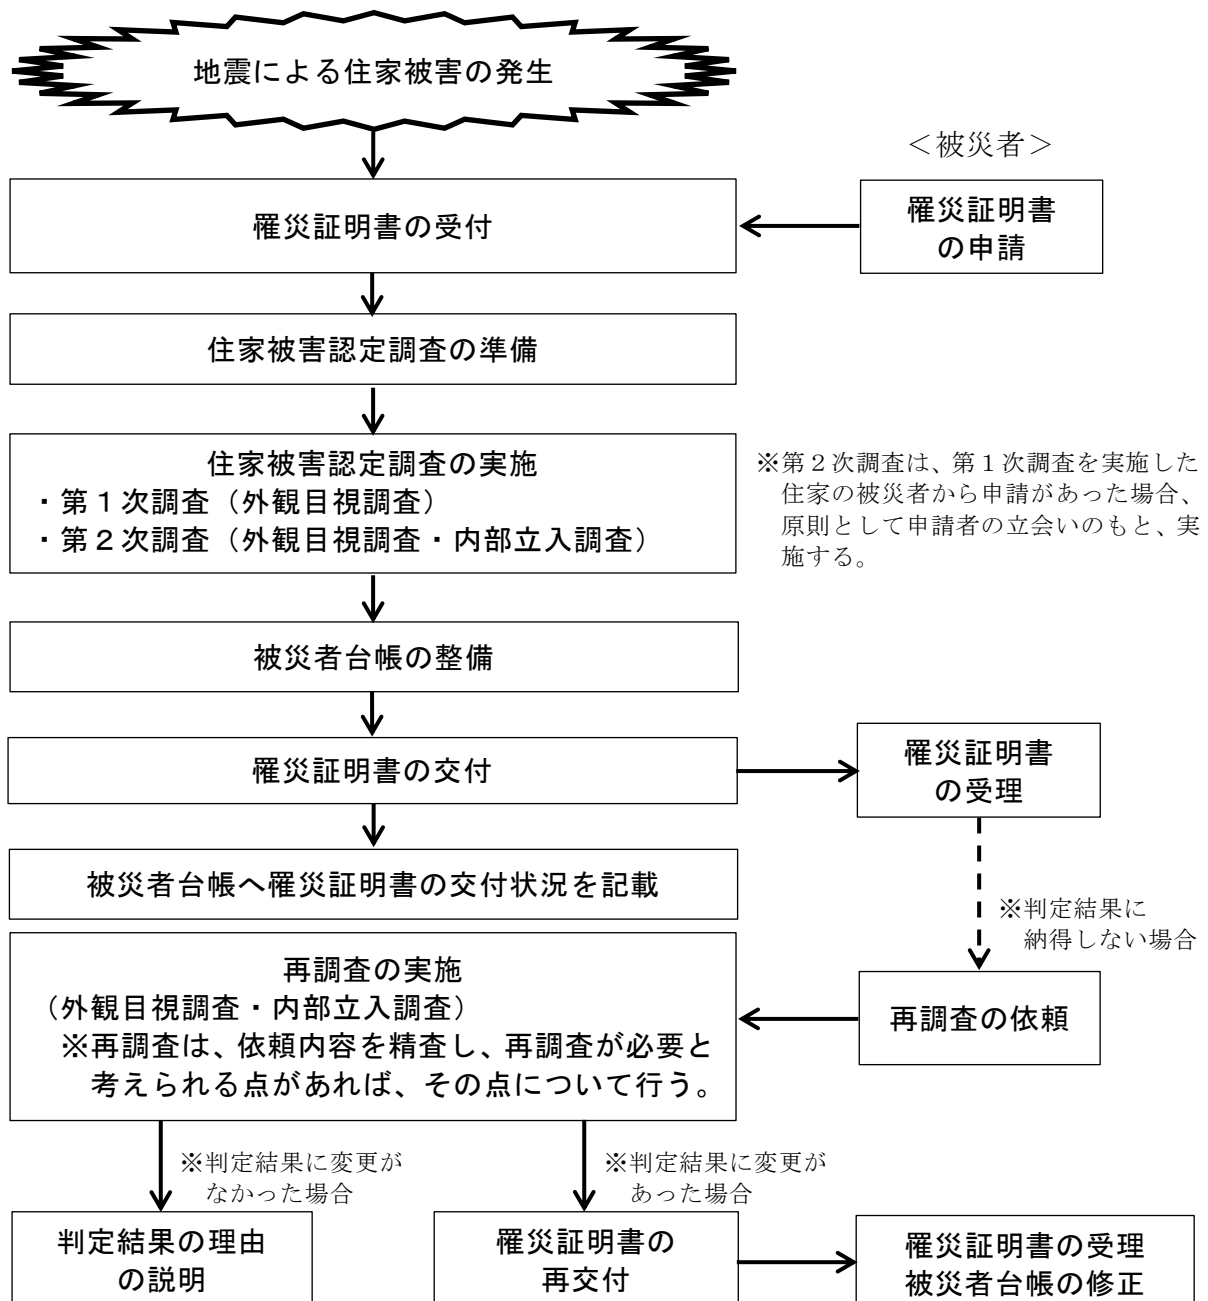 地震による住家被害の発生
＜被災者＞
罹災証明書の受付
罹災証明書
の申請
住家被害認定調査の準備
住家被害認定調査の実施
・第１次調査（外観目視調査）
・第２次調査（外観目視調査・内部立入調査）
※第２次調査は、第１次調査を実施した
住家の被災者から申請があった場合、
原則として申請者の立会いのもと、実
施する。
被災者台帳の整備
罹災証明書の交付
罹災証明書
の受理
被災者台帳へ罹災証明書の交付状況を記載
※判定結果に
納得しない場合
再調査の実施
（外観目視調査・内部立入調査）
※再調査は、依頼内容を精査し、再調査が必要と
考えられる点があれば、その点について行う。
再調査の依頼
※判定結果に変更が
なかった場合
※判定結果に変更が
あった場合
判定結果の理由
の説明
罹災証明書の
再交付
罹災証明書の受理
被災者台帳の修正